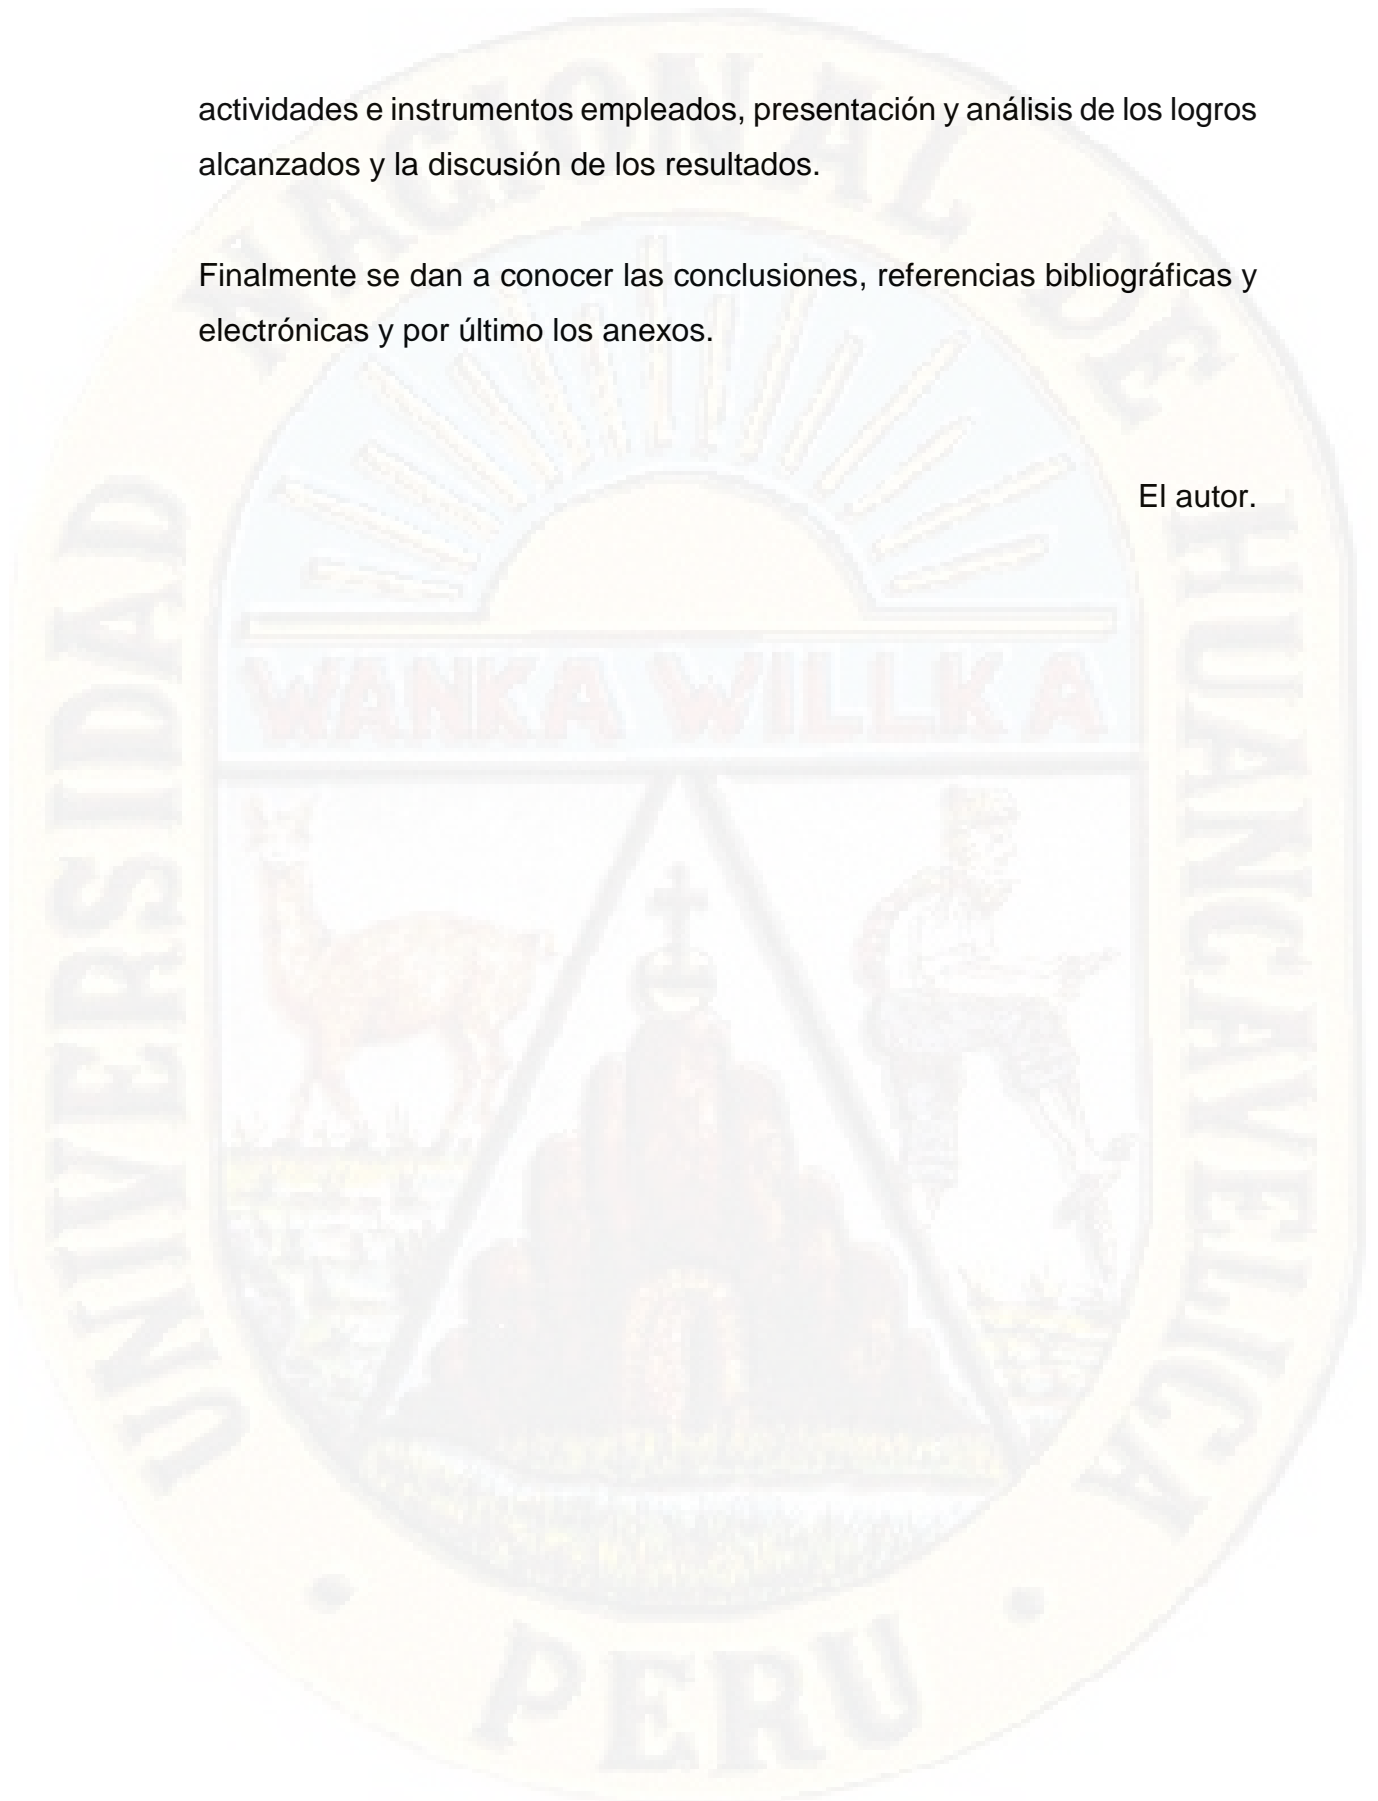 actividades e instrumentos empleados, presentación y análisis de los logros
alcanzados y la discusión de los resultados.
Finalmente se dan a conocer las conclusiones, referencias bibliográficas y
electrónicas y por último los anexos.
El autor.
UNIVERSIDAD NACIONAL DE HUANCAVELICA
WANKA WILLKA
PERU